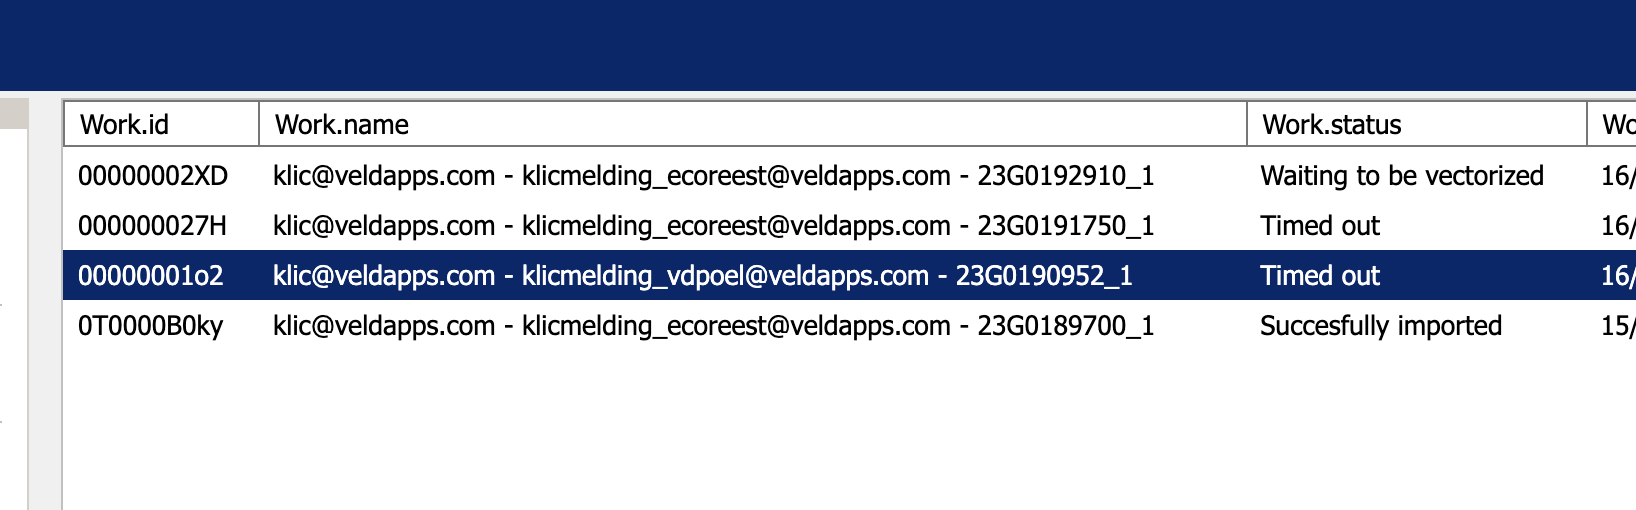 Work.id Work.name Work.status Wo
00000002XD klic@veldapps.com - klicmelding_ecoreest@veldapps.com - 23G0192910_1 Waiting to be vectorized 16/
000000027H klic@veldapps.com - klicmelding_ecoreest@veldapps.com - 23G0191750_1 Timed out 16/
00000001o2 klic@veldapps.com - klicmelding_vdpoel@veldapps.com - 23G0190952_1 Timed out 16/
0T0000B0ky klic@veldapps.com - klicmelding_ecoreest@veldapps.com - 23G0189700_1 Succesfully imported 15/